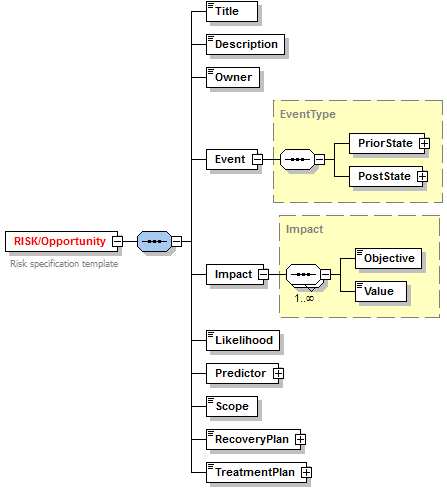 Title
Description
Owner
EventType
Event
PriorState
PostState
RISK/Opportunity
Risk specification template
Impact
Impact
1..∞
Objective
Value
Likelihood
Predictor
Scope
RecoveryPlan
TreatmentPlan